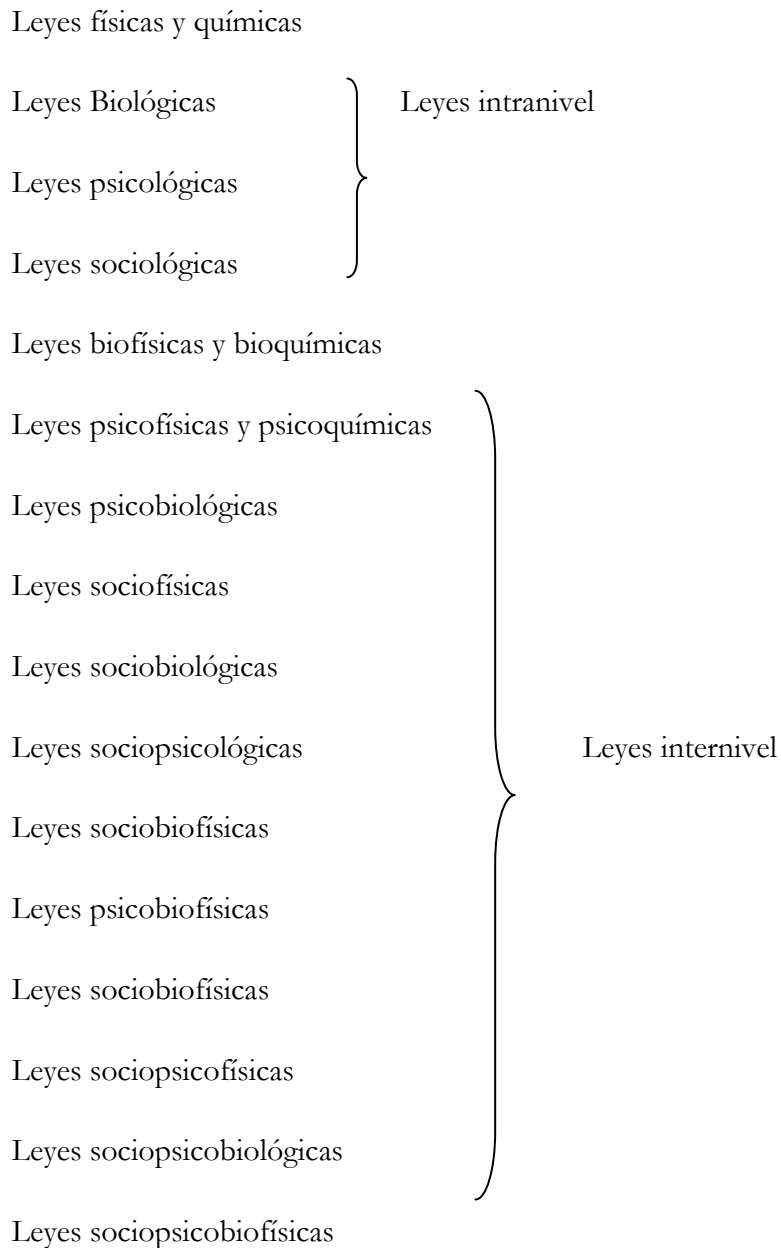 Leyes físicas y químicas
Leyes Biológicas Leyes intranivel
Leyes psicológicas
Leyes sociológicas
Leyes biofísicas y bioquímicas
Leyes psicofísicas y psicoquímicas
Leyes psicobiológicas
Leyes sociofísicas
Leyes sociobiológicas
Leyes sociopsicológicas Leyes internivel
Leyes sociobiofísicas
Leyes psicobiofísicas
Leyes sociobiofísicas
Leyes sociopsicofísicas
Leyes sociopsicobiológicas
Leyes sociopsicobiofísicas